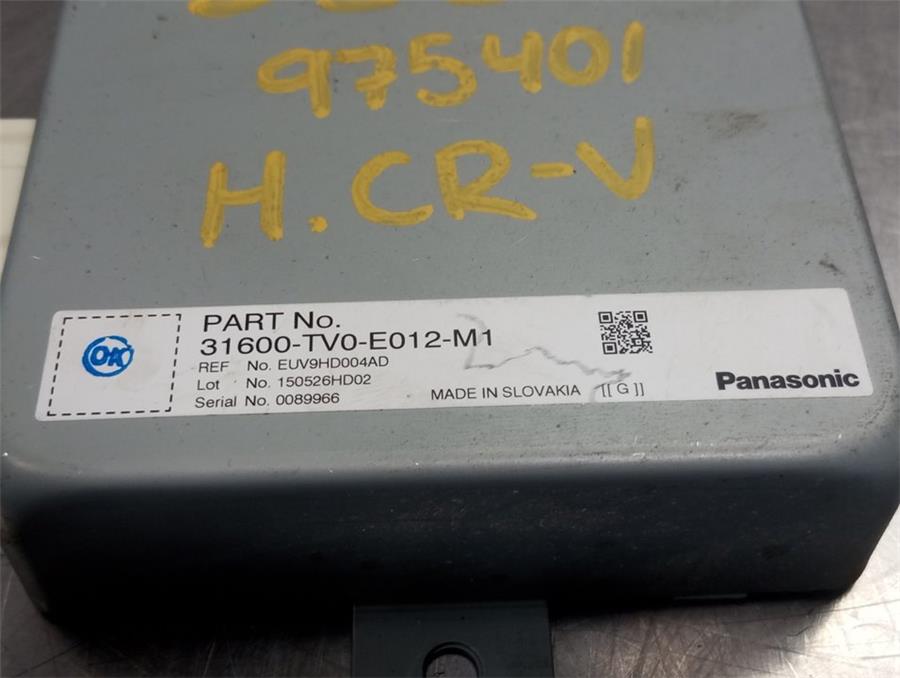 975401
H.CR-V
PART No.
31600-TV0-E012-M1
REF No. EUV9HD004AD
Lot No. 150526HD02
Serial No. 0089966
MADE IN SLOVAKIA [[ G ]]
Panasonic
OK